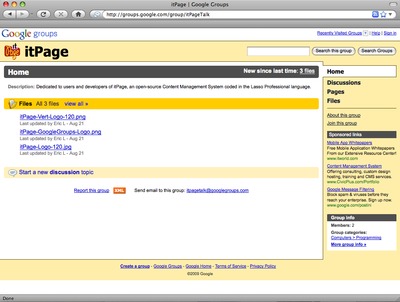 itPage | Google Groups
http://groups.google.com/group/itPageTalk
Google groups
Recently Visited Groups | Help | Sign in
itPage
Search this group
Search Groups
Home
New since last time: 3 files
Description: Dedicated to users and developers of itPage, an open-source Content Management System coded in the Lasso Professional language.
Files All 3 files view all »
itPage-Vert-Logo-120.png
Last updated by Eric L - Aug 21
itPage-GoogleGroups-Logo.png
Last updated by Eric L - Aug 21
itPage-Logo-120.jpg
Last updated by Eric L - Aug 21
Start a new discussion topic
Report this group XML Send email to this group: itpagetalk@googlegroups.com
Home
Discussions
Pages
Files
About this group
Join this group
Sponsored links
Mobile App Whitepapers
Free Mobile Application Whitepapers
From our Extensive Resource Center!
www.iseond.com
Content Management System
Offering consulting, custom design
hosting, training and CMS services.
www.CivicPlus.com/Portfolio
Google Message Filtering
Block spam & viruses before they
reach your enterprise. Sign up now.
www.google.com/postini
Group info
Members: 2
Group categories:
Computers > Programming
More group info »
Create a group - Google Groups - Google Home - Terms of Service - Privacy Policy
©2009 Google
Done